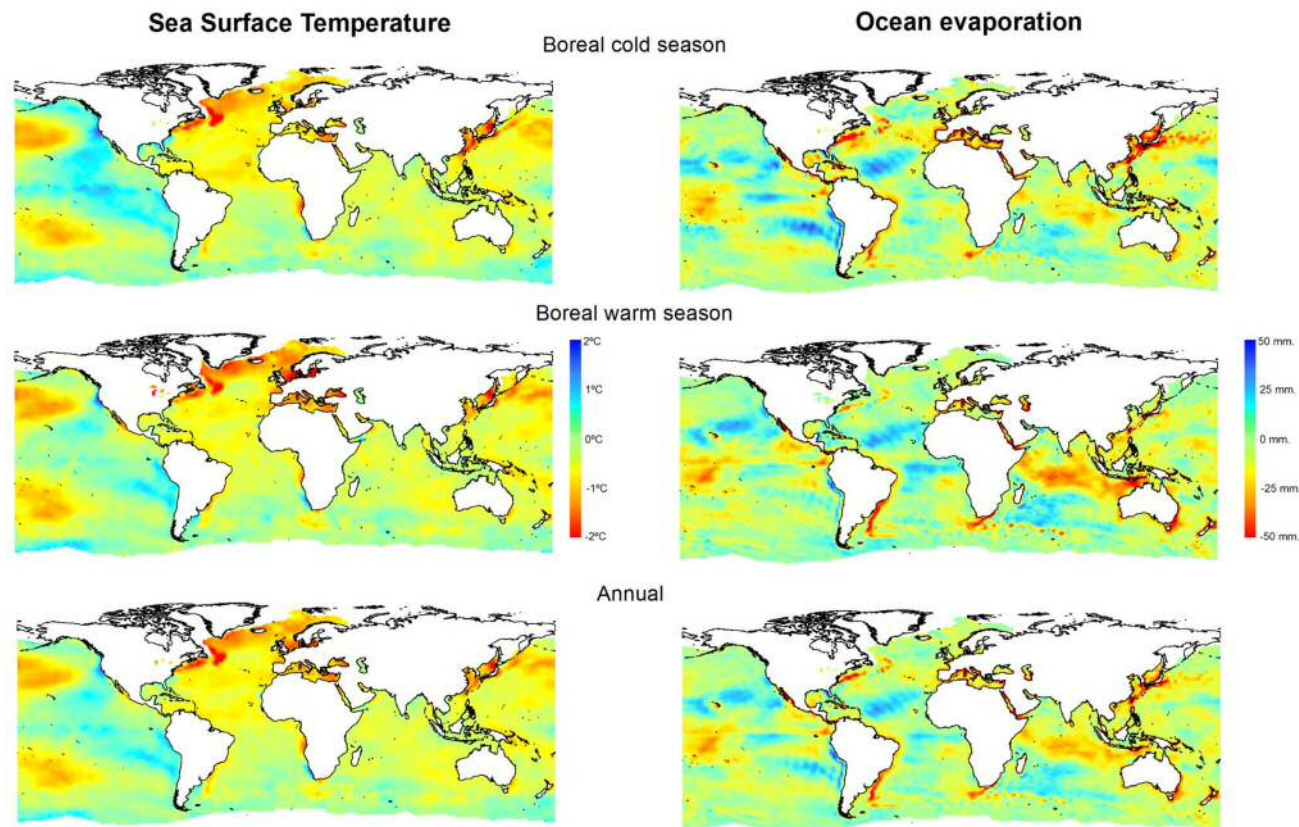 Sea Surface Temperature
Ocean evaporation
Boreal cold season
Boreal warm season
2ºC
1ºC
0ºC
-1ºC
-2ºC
50 mm.
25 mm.
0 mm.
-25 mm.
-50 mm.
Annual